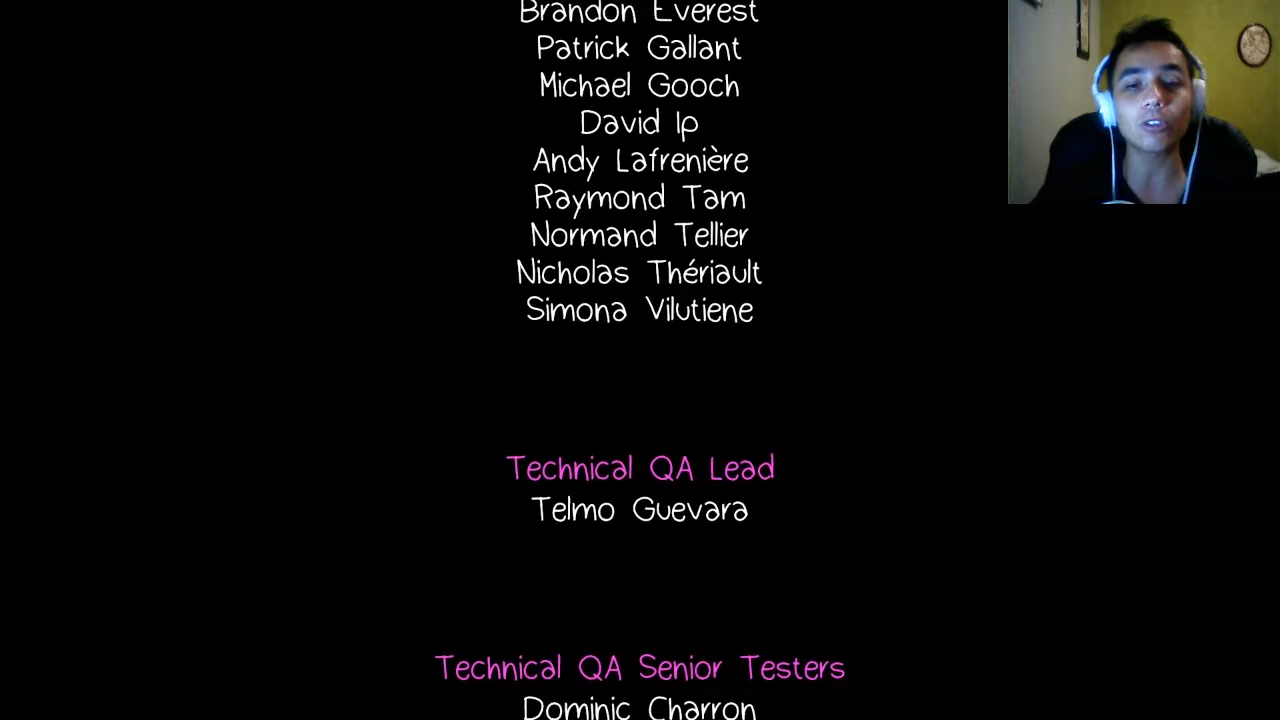 Brandon Everest
Patrick Gallant
Michael Gooch
David Ip
Andy Lafrenière
Raymond Tam
Normand Tellier
Nicholas Thériault
Simona Vilutiene
Technical QA Lead
Telmo Guevara
Technical QA Senior Testers
Dominic Charron